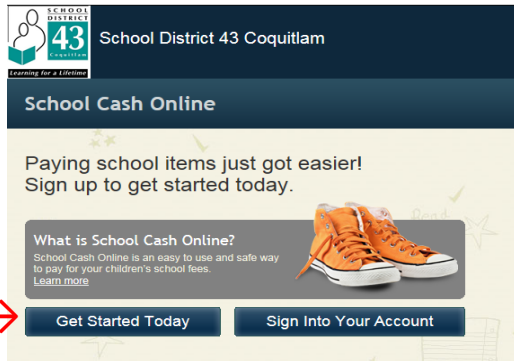 SCHOOL
DISTRICT
43
Coquitlam
Learning for a Lifetime
School District 43 Coquitlam
School Cash Online
Paying school items just got easier!
Sign up to get started today.
Read
What is School Cash Online?
School Cash Online is an easy to use and safe way
to pay for your children's school fees.
Learn more
Get Started Today
Sign Into Your Account